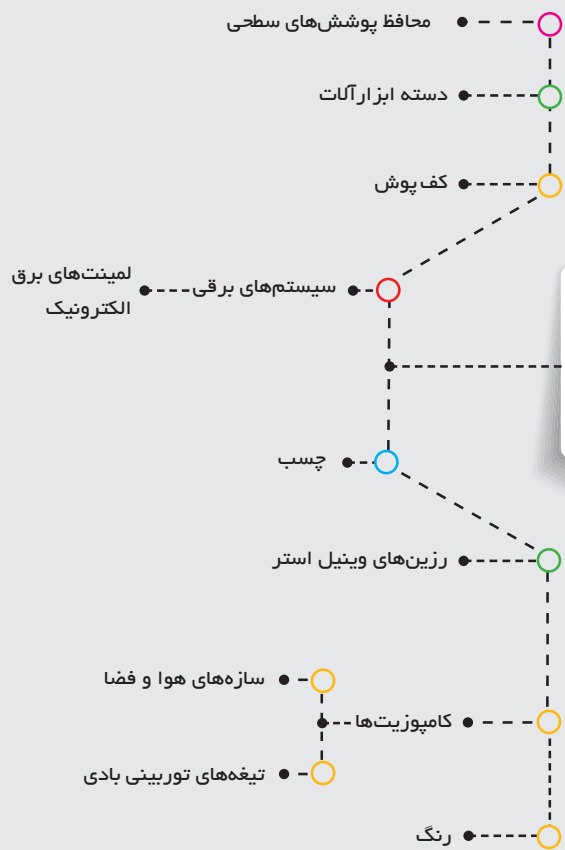 محافظ پوشش‌های سطحی
دسته ابزارآلات
کف‌پوش
سیستم‌های برقی
لمینت‌های برق
الکترونیک
چسب
رزین‌های وینیل استر
کامپوزیت‌ها
سازه‌های هوا و فضا
تیغه‌های توربینی بادی
رنگ